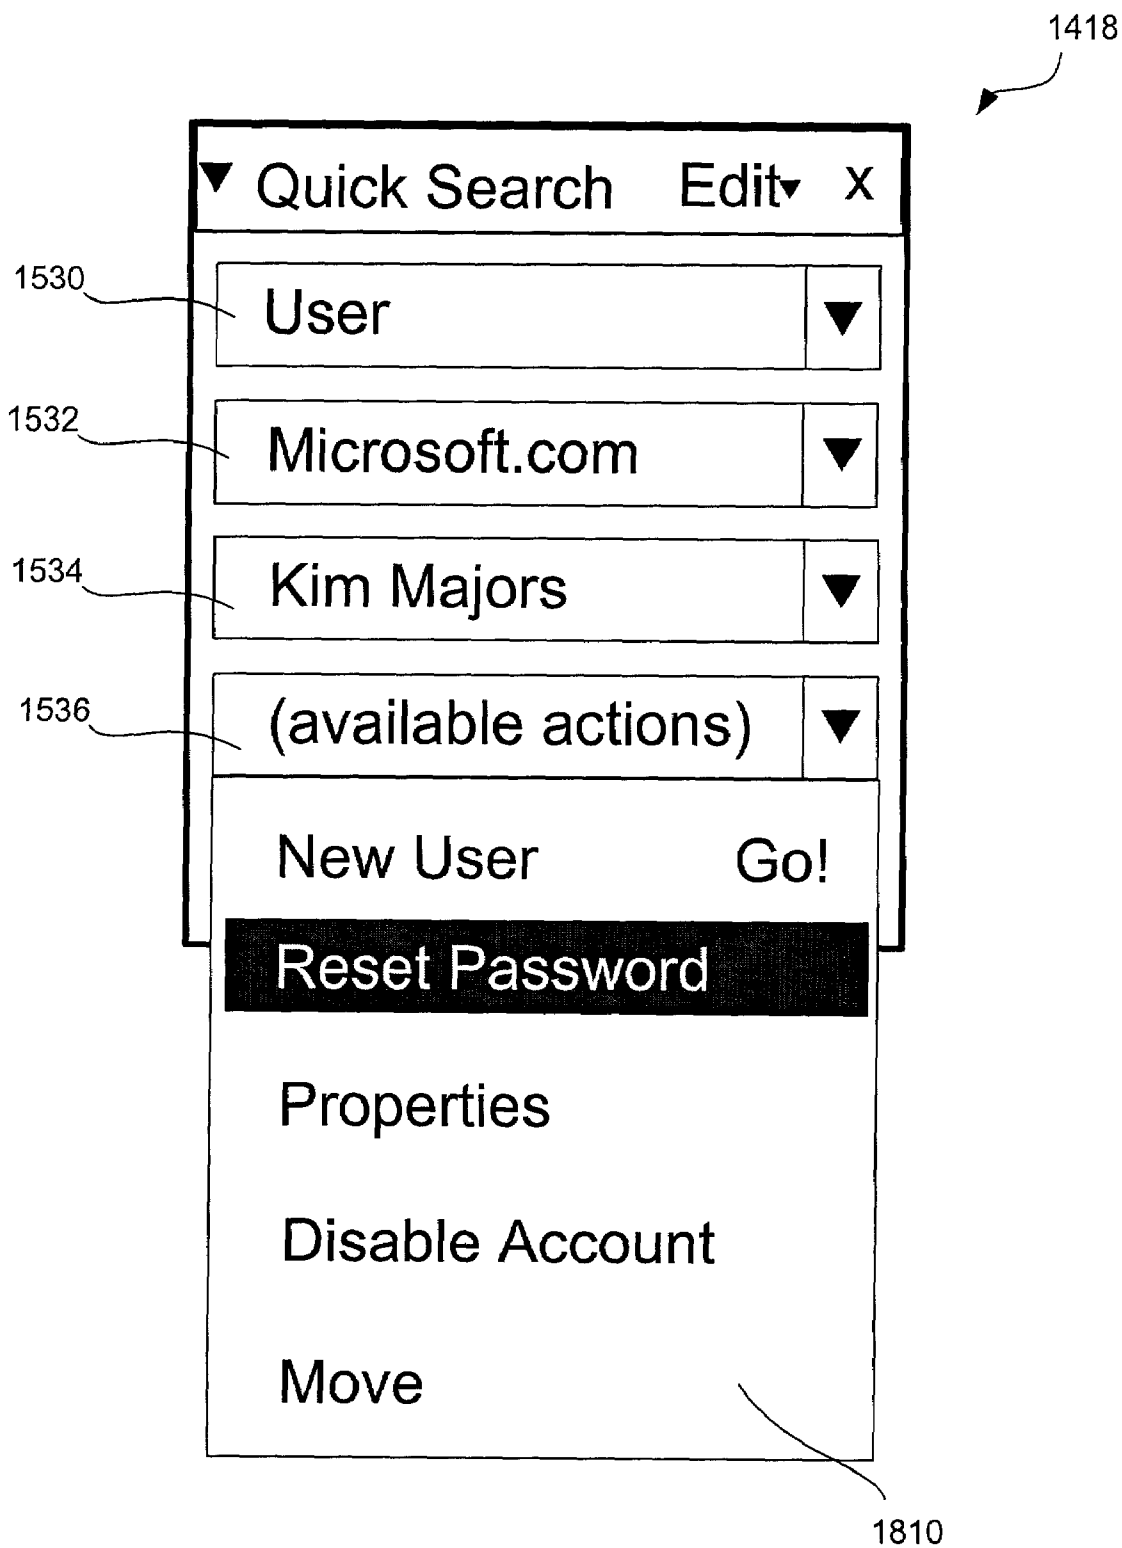 1418
Quick Search Edit x
1530
User
1532
Microsoft.com
1534
Kim Majors
1536
(available actions)
New User Go!
Reset Password
Properties
Disable Account
Move
1810